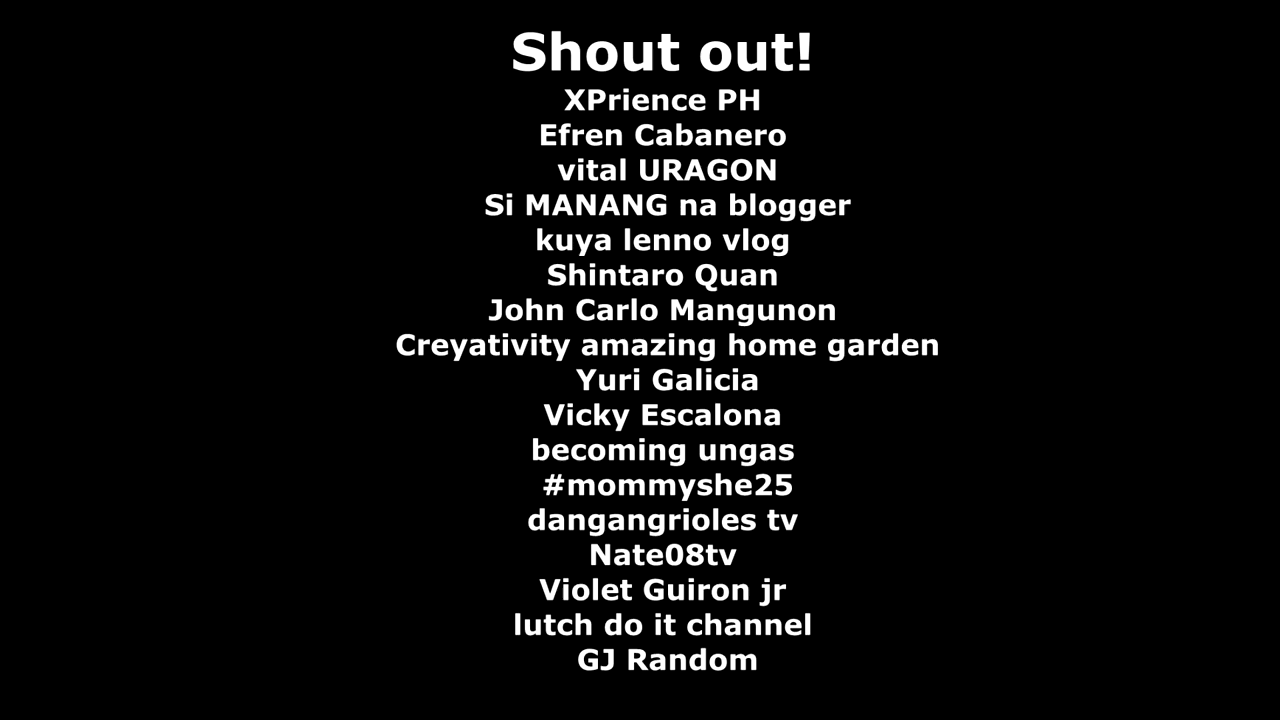 Shout out!
XPrience PH
Efren Cabanero
vital URAGON
Si MANANG na blogger
kuya lenno vlog
Shintaro Quan
John Carlo Mangunon
Creyativity amazing home garden
Yuri Galicia
Vicky Escalona
becoming ungas
#mommyshe25
dangangrioles tv
Nate08tv
Violet Guiron jr
lutch do it channel
GJ Random